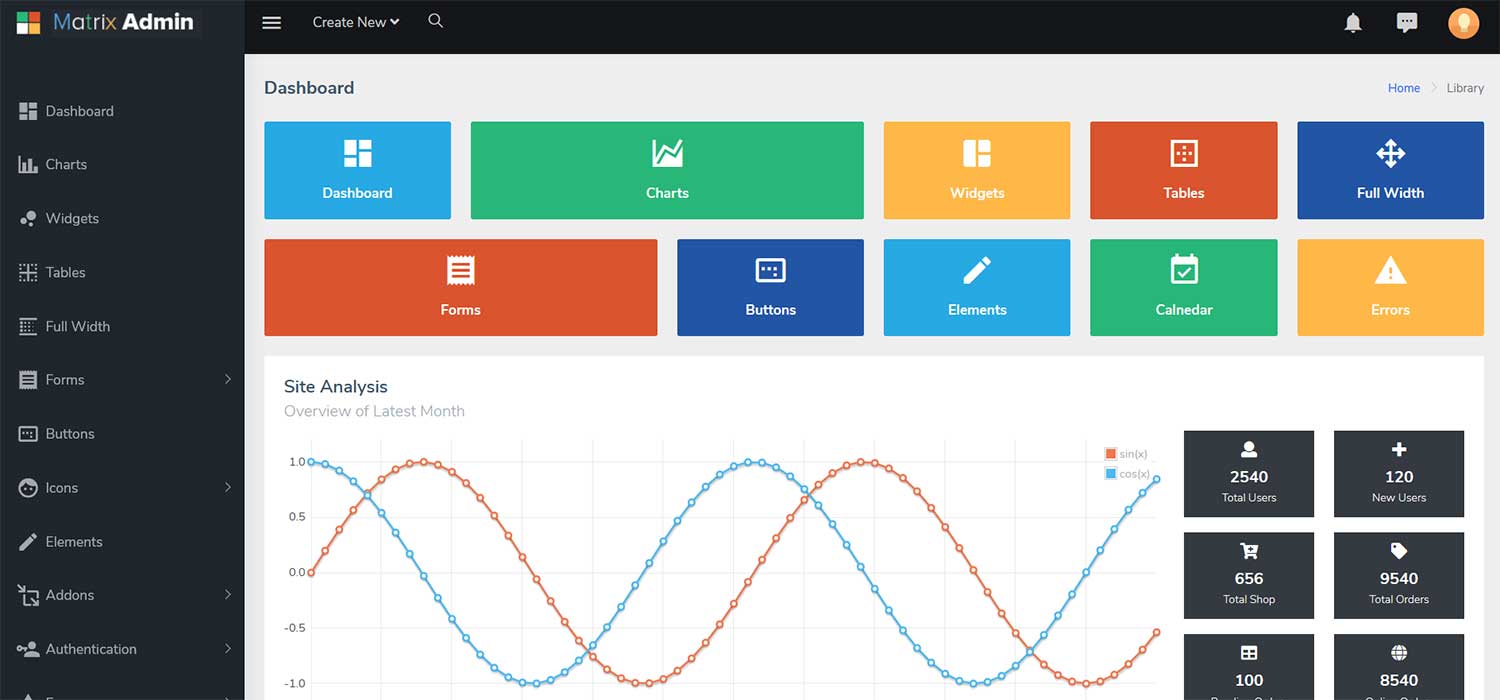 Matrix Admin
Create New
Dashboard
Charts
Widgets
Tables
Full Width
Forms
Buttons
Icons
Elements
Addons
Authentication
Dashboard
Home Library
Dashboard
Charts
Widgets
Tables
Full Width
Forms
Buttons
Elements
Calnedar
Errors
Site Analysis
Overview of Latest Month
1.0
0.5
0.0
-0.5
-1.0
sin(x)
cos(x)
2540
Total Users
120
New Users
656
Total Shop
9540
Total Orders
100
8540